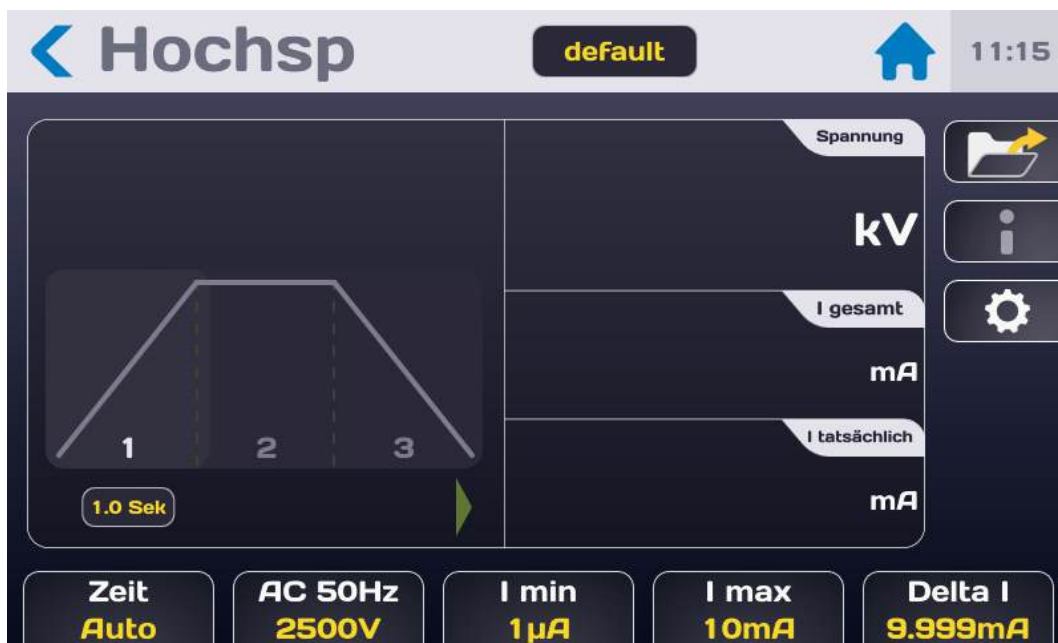 Hochsp
default
11:15
Spannung
kV
I gesamt
mA
I tatsächlich
mA
1
2
3
1.0 Sek
Zeit
Auto
AC 50Hz
2500V
I min
1µA
I max
10mA
Delta I
9.999mA